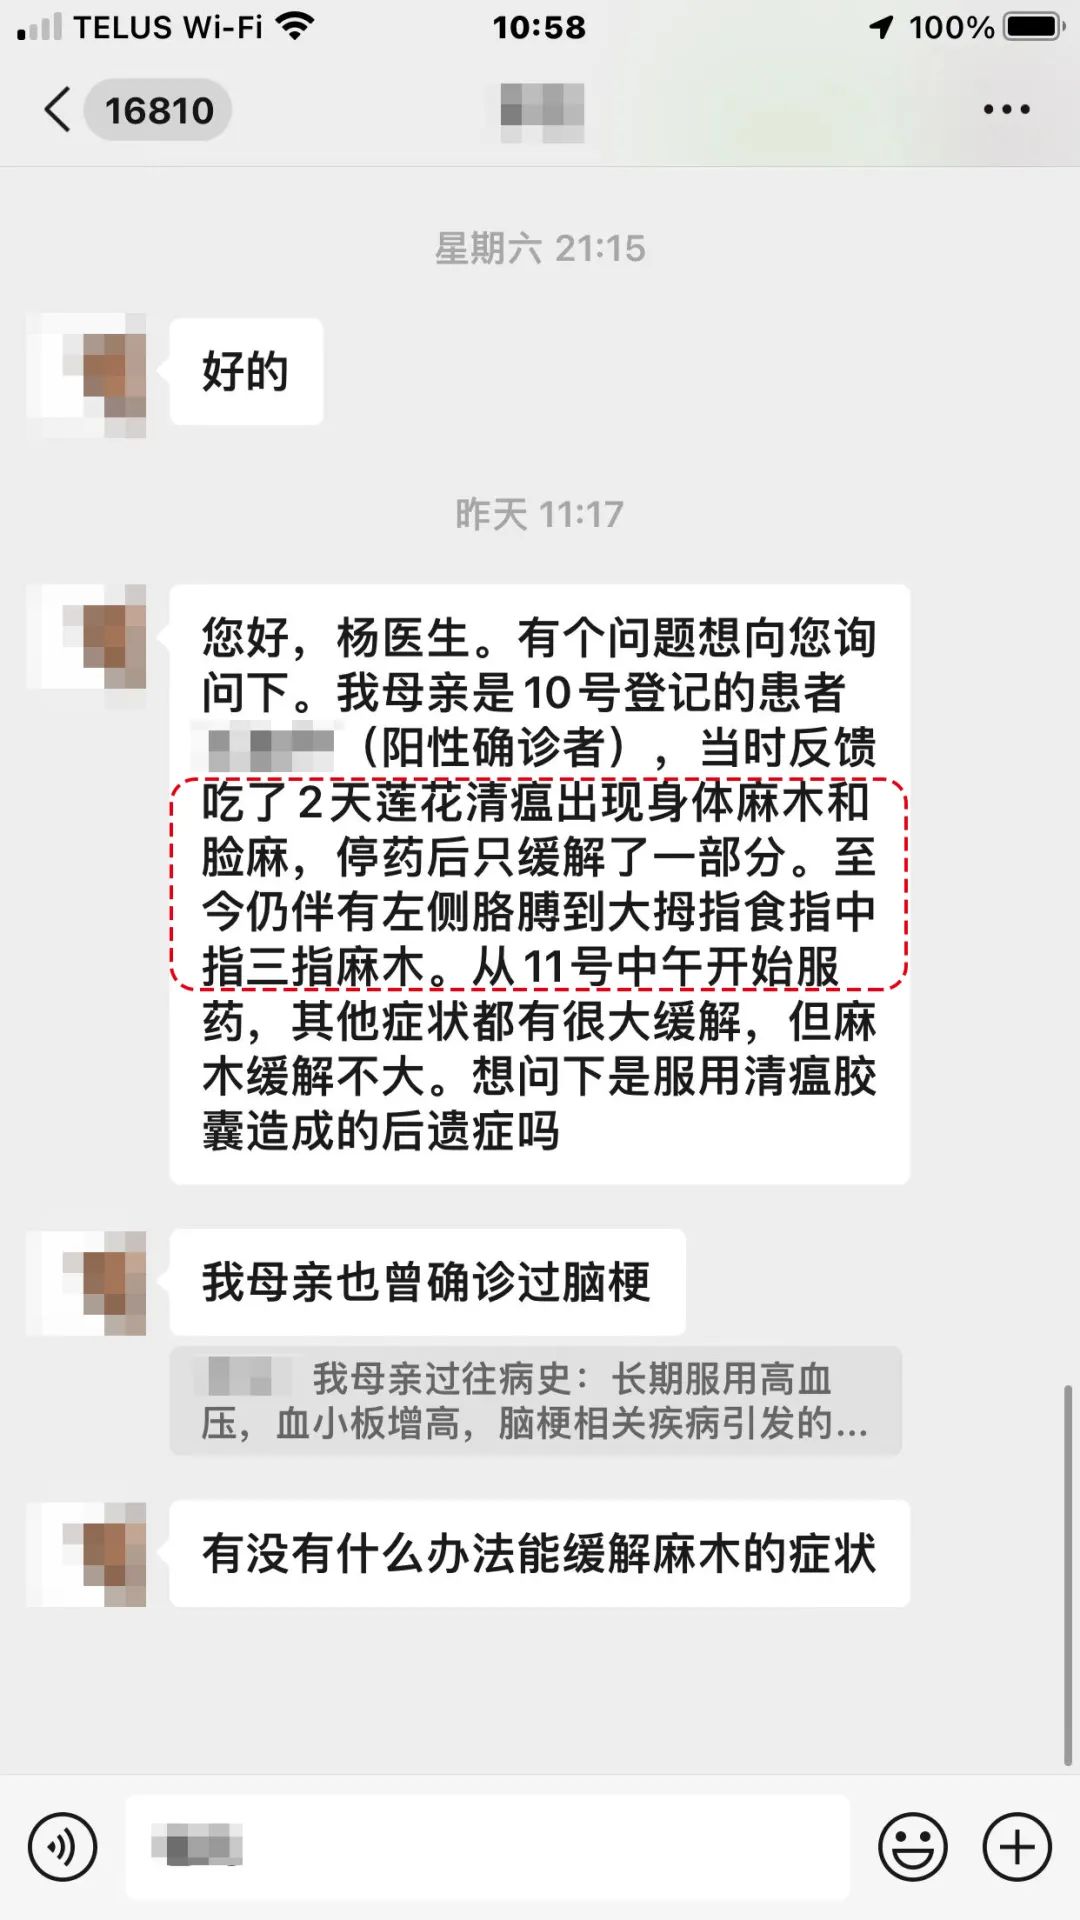 TELUS Wi-Fi 10:58 100%
16810
星期六 21:15
好的
昨天 11:17
您好，杨医生。有个问题想向您询
问下。我母亲是10号登记的患者
（阳性确诊者），当时反馈
吃了2天莲花清瘟出现身体麻木和
脸麻，停药后只缓解了一部分。至
今仍伴有左侧胳膊到大拇指食指中
指三指麻木。从11号中午开始服
药，其他症状都有很大缓解，但麻
木缓解不大。想问下是服用清瘟胶
囊造成的后遗症吗
我母亲也曾确诊过脑梗
我母亲过往病史：长期服用高血
压，血小板增高，脑梗相关疾病引发的...
有没有什么办法能缓解麻木的症状